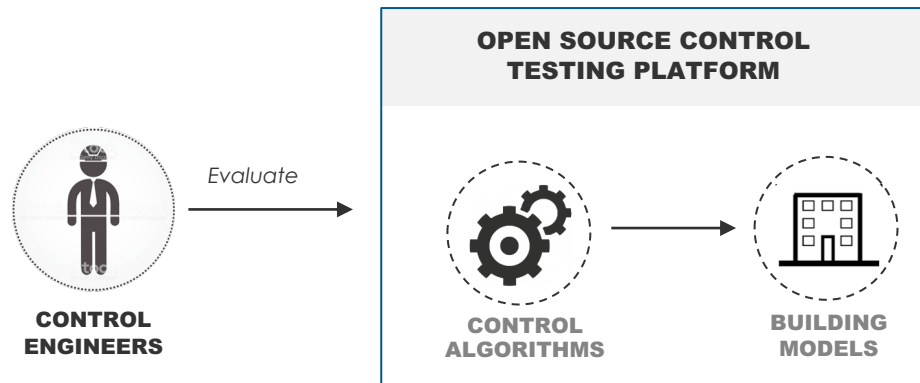 OPEN SOURCE CONTROL
TESTING PLATFORM
Evaluate
CONTROL
ENGINEERS
CONTROL
ALGORITHMS
BUILDING
MODELS